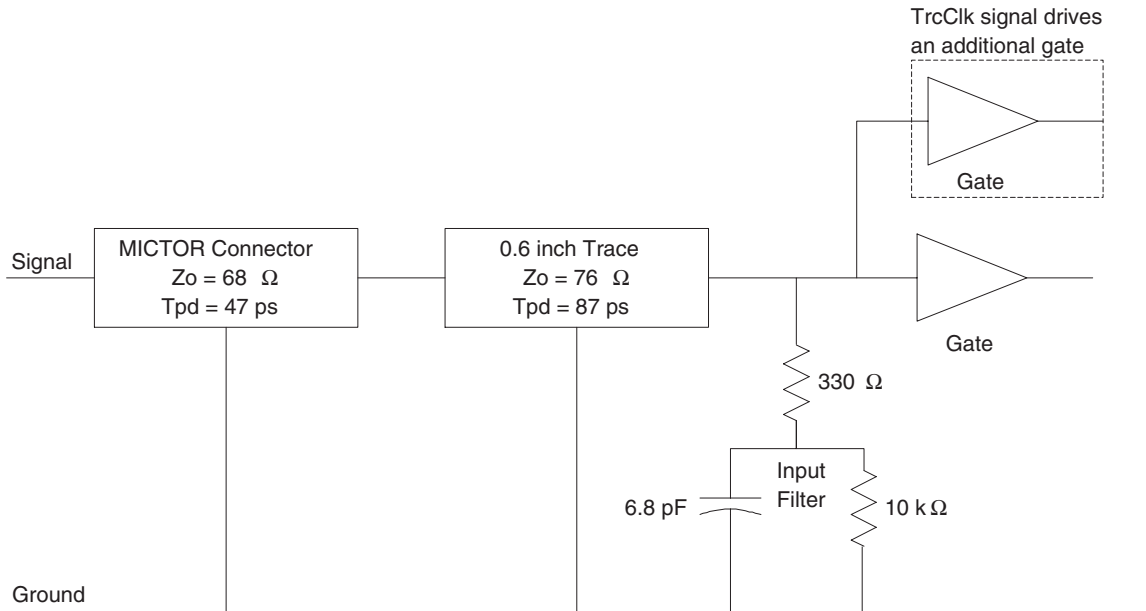 TrcClk signal drives
an additional gate
Gate
Signal
MICTOR Connector
Zo = 68 Ω
Tpd = 47 ps
0.6 inch Trace
Zo = 76 Ω
Tpd = 87 ps
Gate
330 Ω
Input
Filter
6.8 pF
10 k Ω
Ground